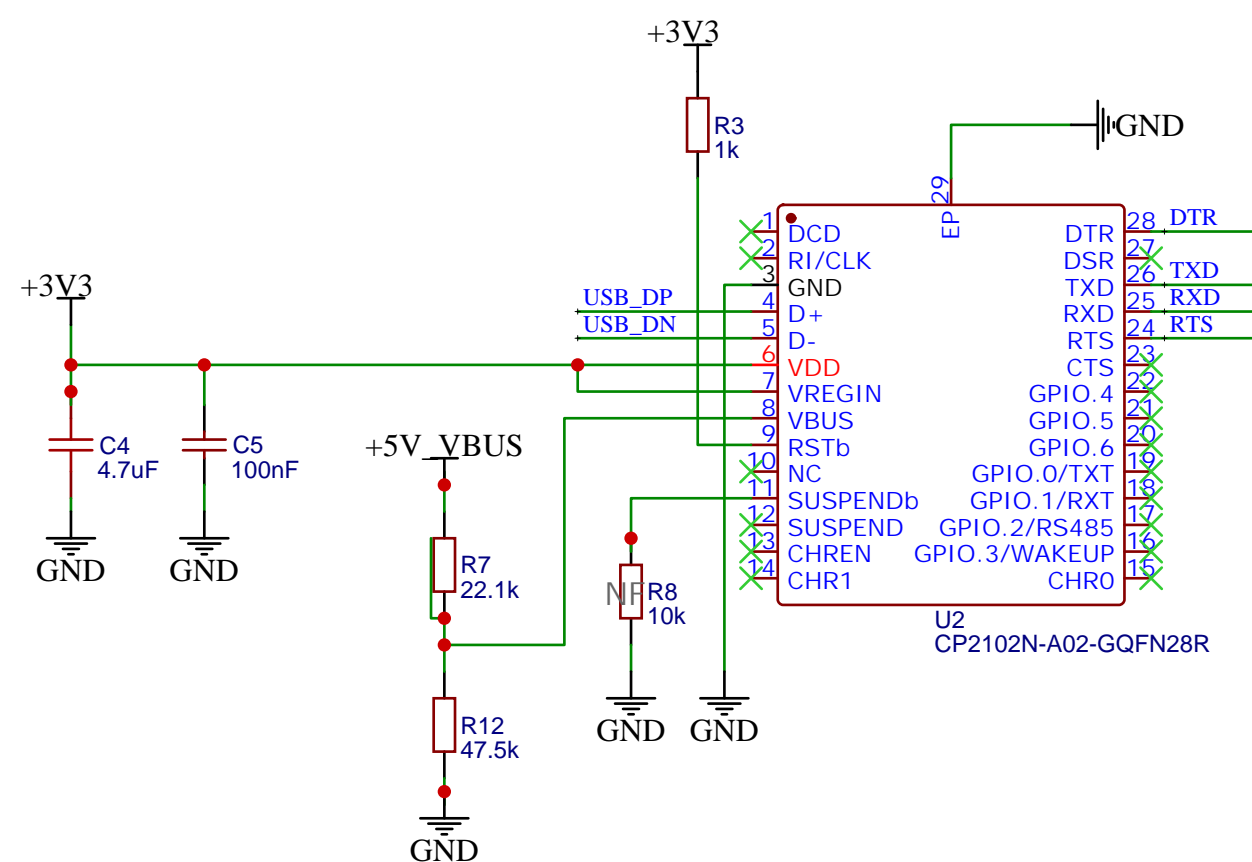 +3V3
R3
1k
GND
29
EP
1
DCD
2
RI/CLK
3
GND
USB_DP
4
D+
USB_DN
5
D-
6
VDD
7
VREGIN
8
VBUS
9
RSTb
10
NC
11
SUSPENDb
12
SUSPEND
13
CHREN
14
CHR1
28
DTR
DTR
27
DSR
26
TXD
TXD
25
RXD
RXD
24
RTS
RTS
23
CTS
22
GPIO.4
21
GPIO.5
20
GPIO.6
19
GPIO.0/TXT
18
GPIO.1/RXT
17
GPIO.2/RS485
16
GPIO.3/WAKEUP
15
CHR0
U2
CP2102N-A02-GQFN28R
+3V3
C4
4.7uF
GND
C5
100nF
GND
+5V_VBUS
R7
22.1k
R12
47.5k
GND
NF
R8
10k
GND
GND